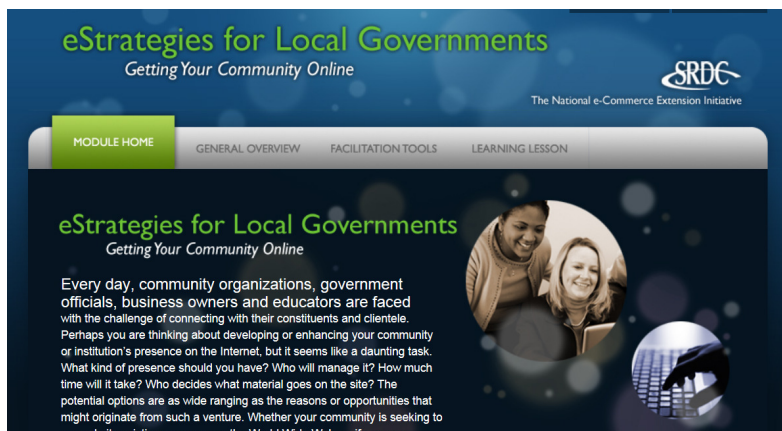 eStrategies for Local Governments
Getting Your Community Online
SRDC
The National e-Commerce Extension Initiative
MODULE HOME
GENERAL OVERVIEW
FACILITATION TOOLS
LEARNING LESSON
eStrategies for Local Governments
Getting Your Community Online
Every day, community organizations, government
officials, business owners and educators are faced
with the challenge of connecting with their constituents and clientele.
Perhaps you are thinking about developing or enhancing your community
or institution's presence on the Internet, but it seems like a daunting task.
What kind of presence should you have? Who will manage it? How much
time will it take? Who decides what material goes on the site? The
potential options are as wide ranging as the reasons or opportunities that
might originate from such a venture. Whether your community is seeking to